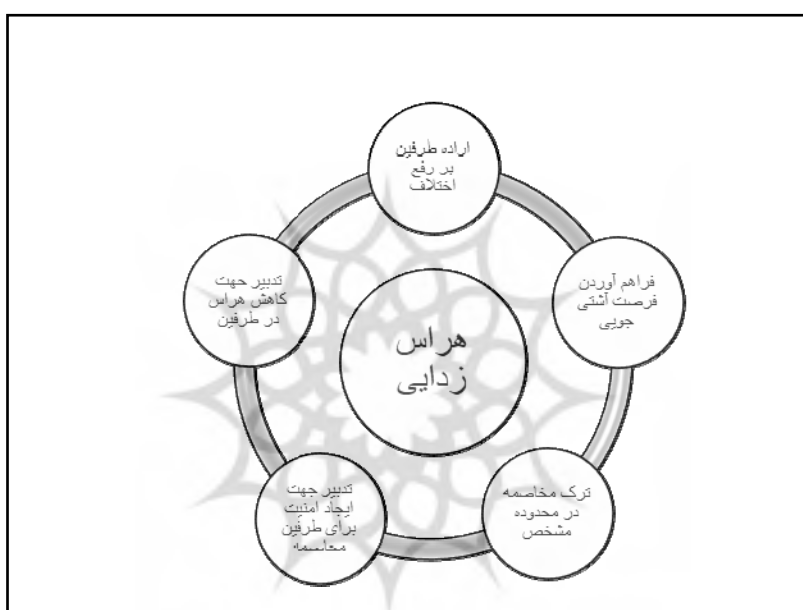 اراده طرفین
بر رفع
اختلاف
فراهم آوردن
فرصت آشتی
جویی
ترک مخاصمه
در محدوده
مشخص
تدبیر جهت
ایجاد امنیت
برای طرفین
مخاصمه
تدبیر جهت
کاهش هراس
در طرفین
هراس
زدایی